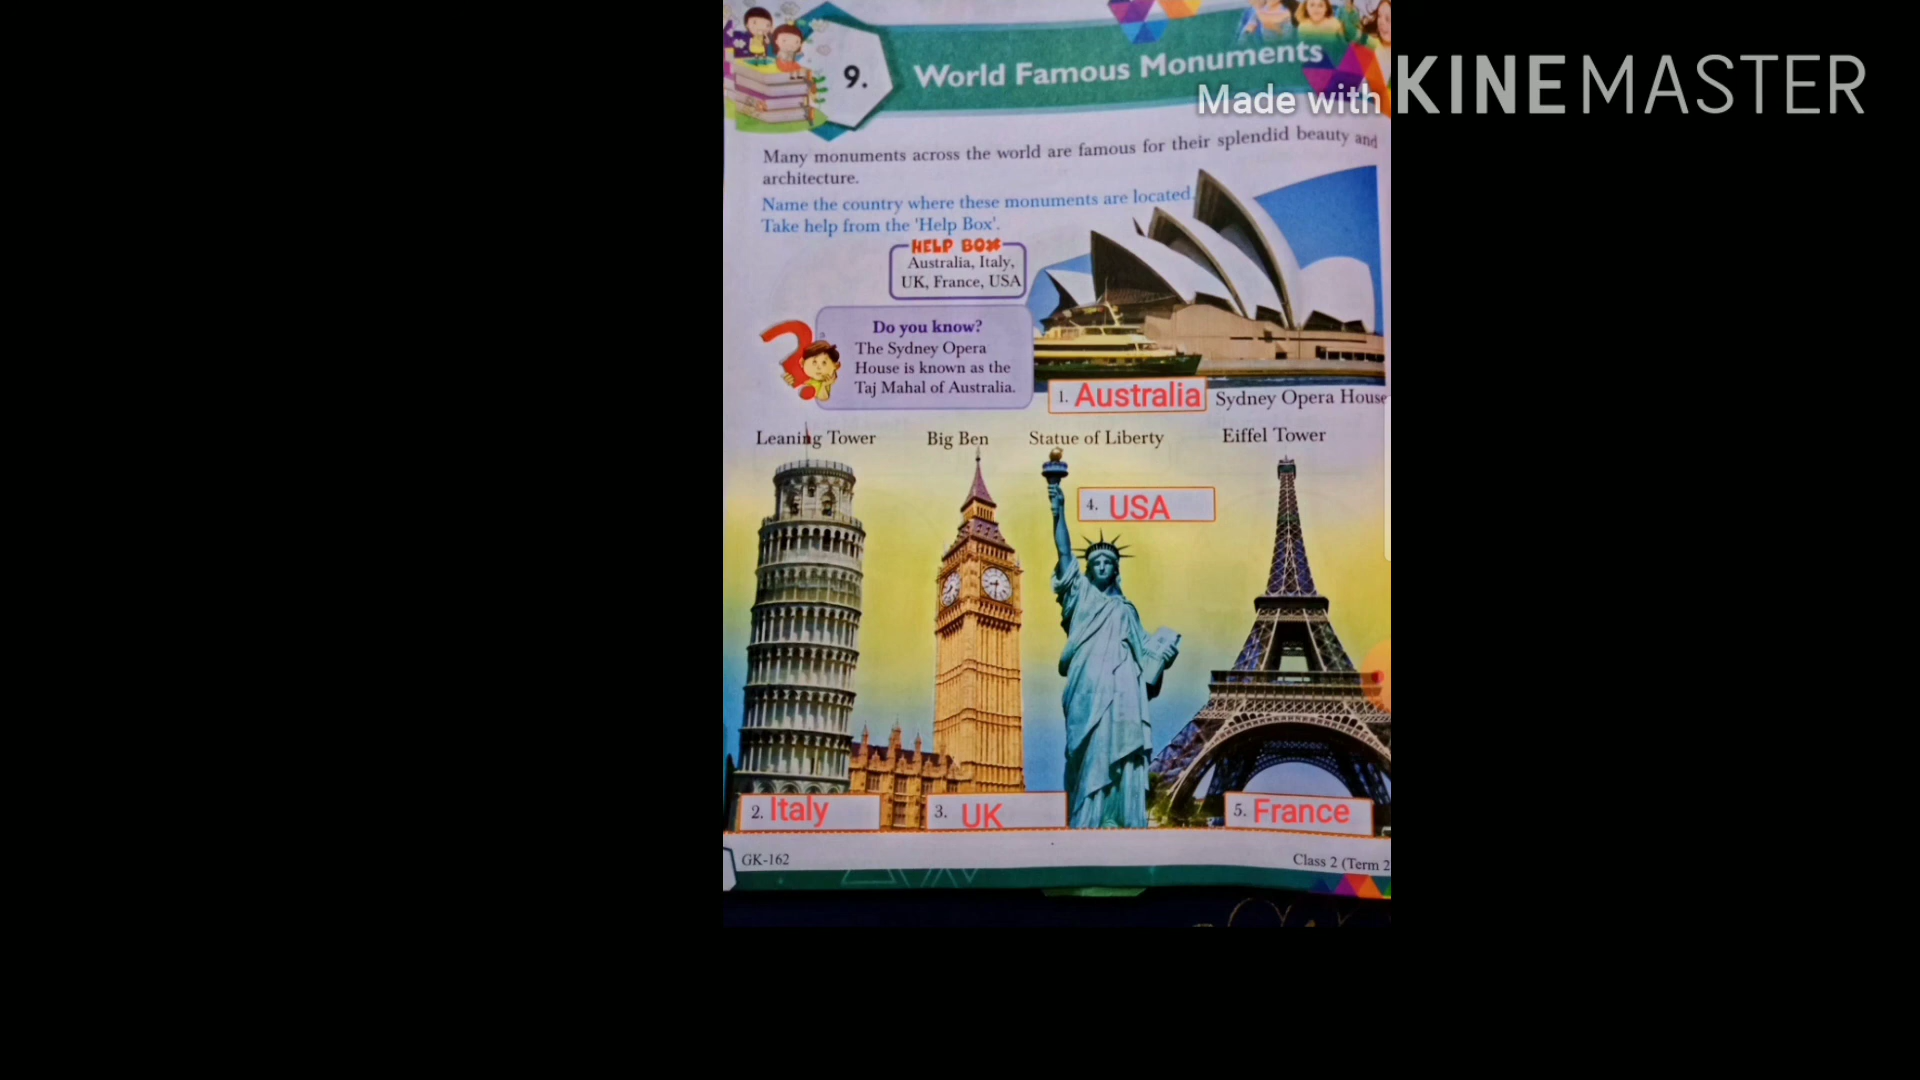 9.
World Famous Monuments
Made with KINEMASTER
Many monuments across the world are famous for their splendid beauty and
architecture.
Name the country where these monuments are located.
Take help from the 'Help Box'.
HELP BOX
Australia, Italy,
UK, France, USA
Do you know?
The Sydney Opera
House is known as the
Taj Mahal of Australia.
1. Australia
Sydney Opera House
Leaning Tower
Big Ben
Statue of Liberty
Eiffel Tower
4. USA
2. Italy
3. UK
5. France
GK-162
Class 2 (Term 2